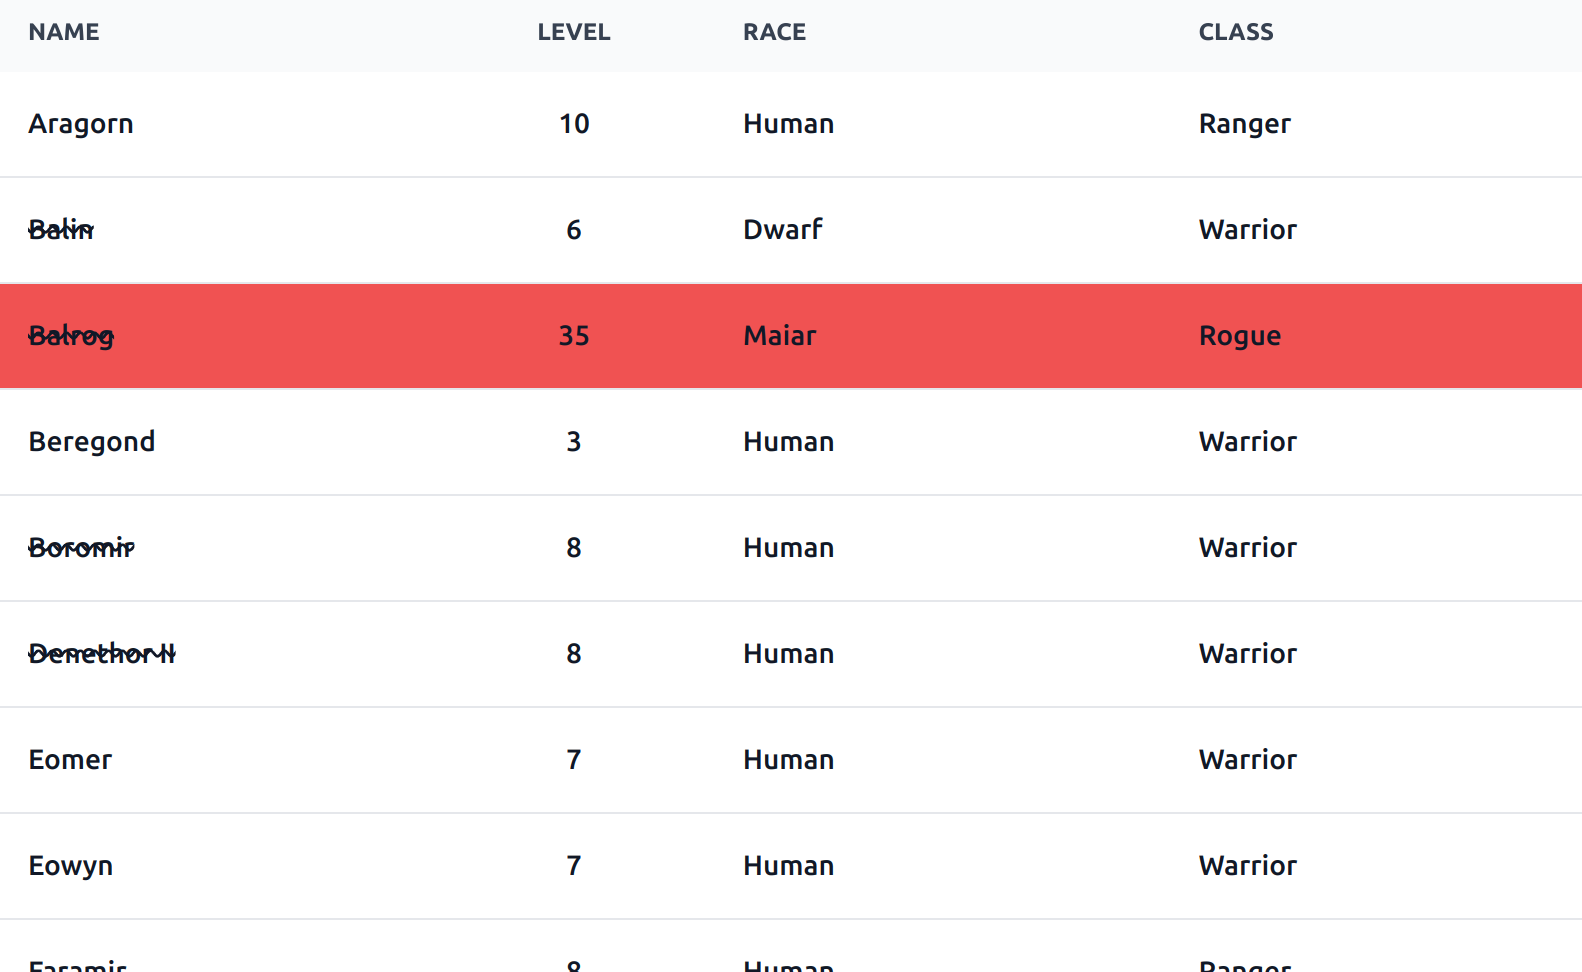 NAME LEVEL RACE CLASS
Aragorn 10 Human Ranger
Balin 6 Dwarf Warrior
Balrog 35 Maiar Rogue
Beregond 3 Human Warrior
Boromir 8 Human Warrior
Denethor II 8 Human Warrior
Eomer 7 Human Warrior
Eowyn 7 Human Warrior
Faramir 8 Human Ranger